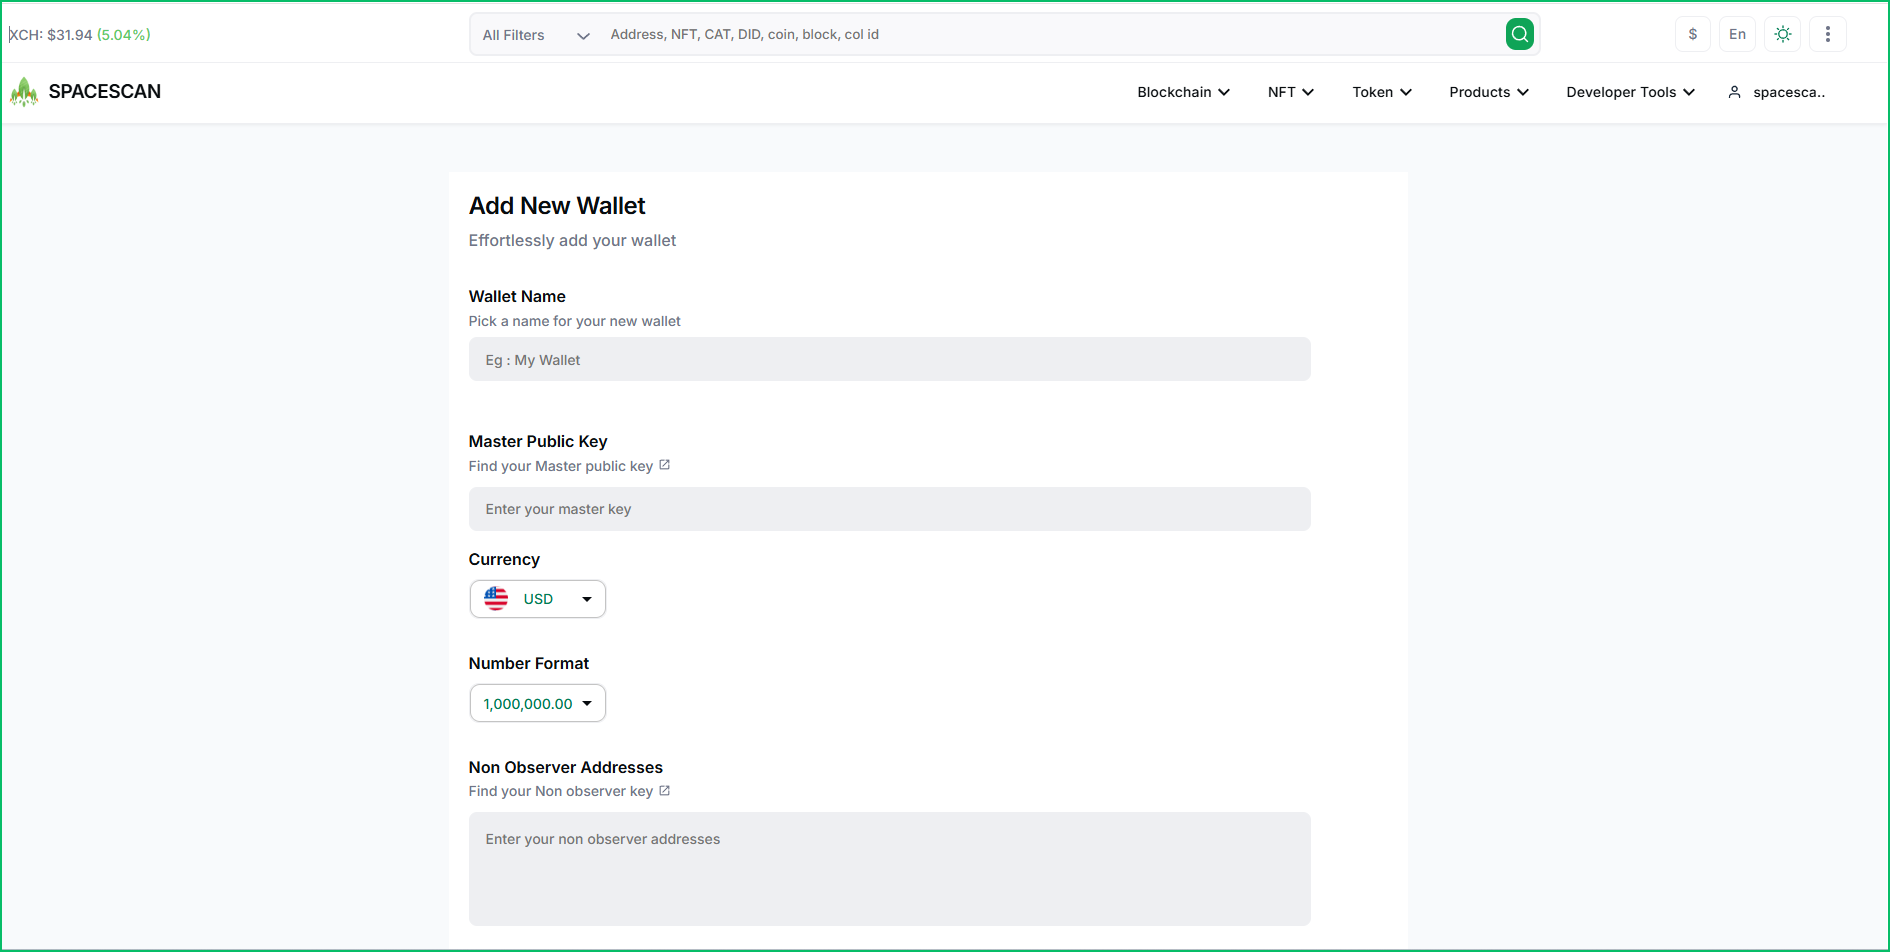 XCH: $31.94 (5.04%)
All Filters
Address, NFT, CAT, DID, coin, block, col id
$
En
SPACESCAN
Blockchain
NFT
Token
Products
Developer Tools
spacesca..
Add New Wallet
Effortlessly add your wallet
Wallet Name
Pick a name for your new wallet
Eg : My Wallet
Master Public Key
Find your Master public key
Enter your master key
Currency
USD
Number Format
1,000,000.00
Non Observer Addresses
Find your Non observer key
Enter your non observer addresses